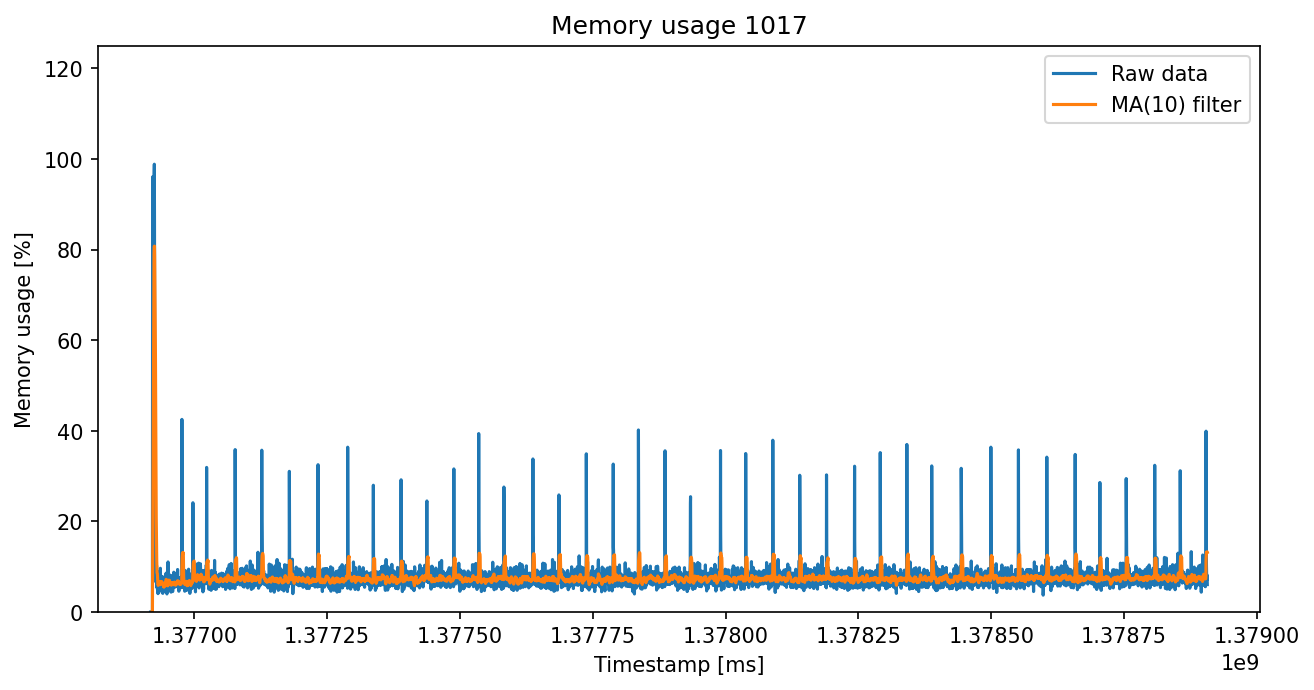 Memory usage 1017
Raw data
MA(10) filter
Memory usage [%]
120
100
80
60
40
20
0
1.37700 1.37725 1.37750 1.37775 1.37800 1.37825 1.37850 1.37875 1.37900
Timestamp [ms]
1e9